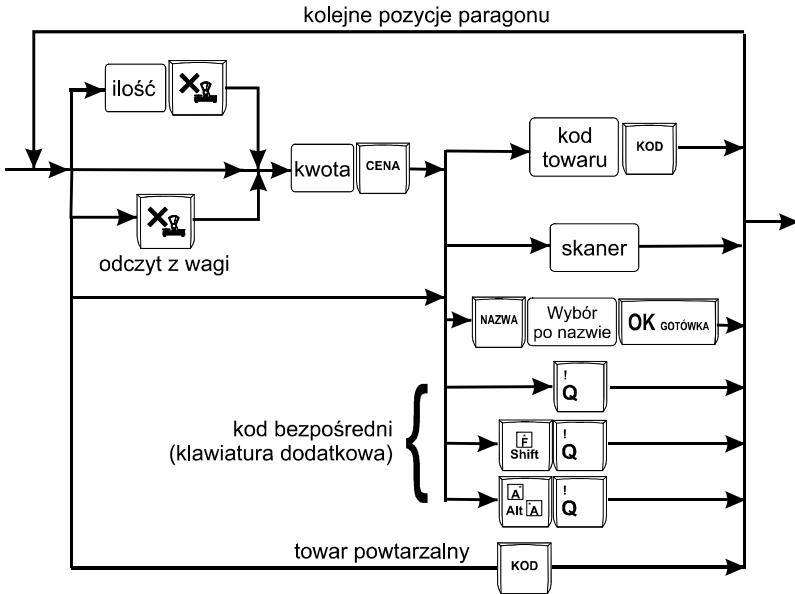 kolejne pozycje paragonu
ilość
kwota
CENA
kod
towaru
KOD
odczyt z wagi
skaner
NAZWA
Wybór
po nazwie
OK GOTÓWKA
!
Q
kod bezpośredni
(klawiatura dodatkowa)
F
Shift
!
Q
A
Alt A
!
Q
towar powtarzalny
KOD